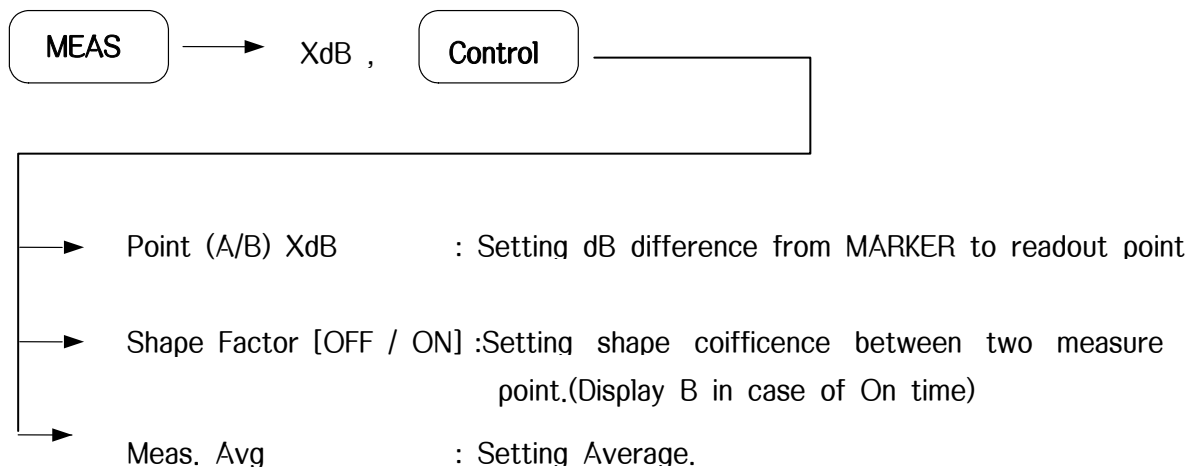 MEAS XdB , Control
Point (A/B) XdB : Setting dB difference from MARKER to readout point
Shape Factor [OFF / ON] :Setting shape coifficence between two measure
point.(Display B in case of On time)
Meas. Avg : Setting Average.